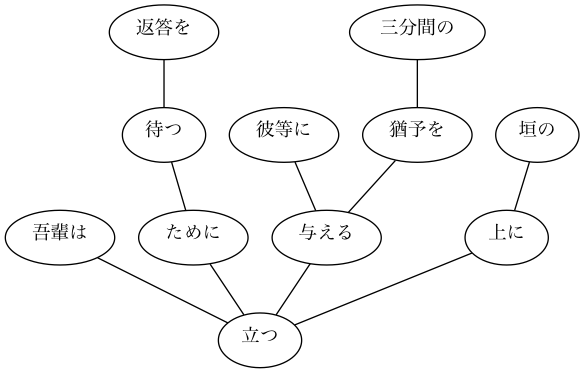 返答を
三分間の
待つ
彼等に
猶予を
垣の
吾輩は
ために
与える
上に
立つ